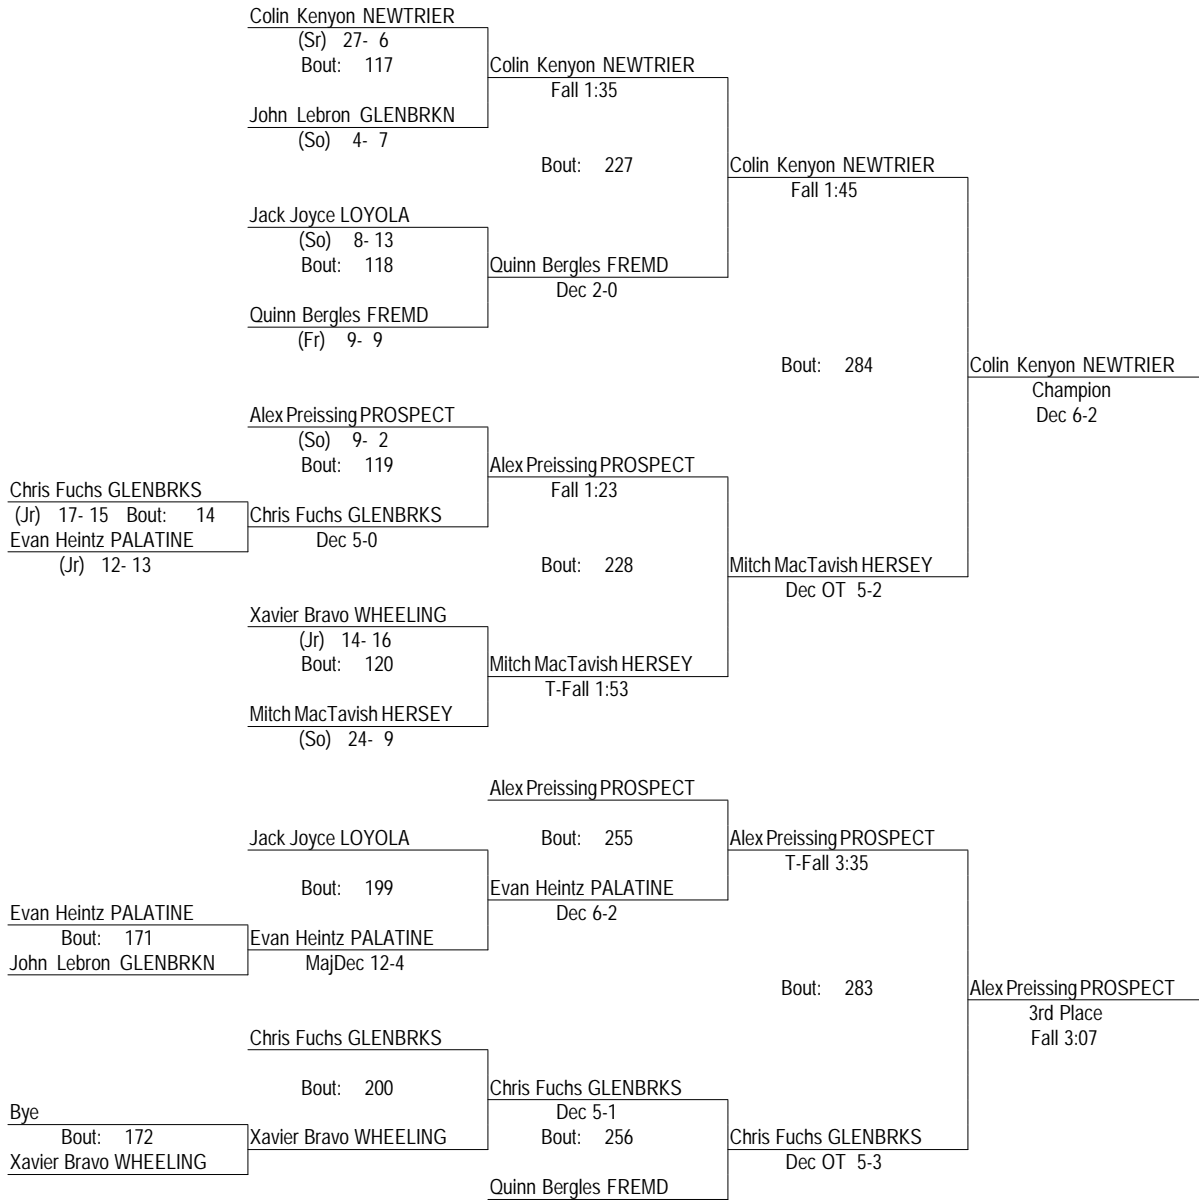 Colin Kenyon NEWTRIER
(Sr) 27- 6
Bout: 117
Colin Kenyon NEWTRIER
Fall 1:35
John Lebron GLENBRKN
(So) 4- 7
Bout: 227
Colin Kenyon NEWTRIER
Fall 1:45
Jack Joyce LOYOLA
(So) 8- 13
Bout: 118
Quinn Bergles FREMD
Dec 2-0
Quinn Bergles FREMD
(Fr) 9- 9
Bout: 284
Colin Kenyon NEWTRIER
Champion
Dec 6-2
Alex Preissing PROSPECT
(So) 9- 2
Bout: 119
Alex Preissing PROSPECT
Fall 1:23
Chris Fuchs GLENBRKS
(Jr) 17- 15 Bout: 14
Chris Fuchs GLENBRKS
Dec 5-0
Evan Heintz PALATINE
(Jr) 12- 13
Bout: 228
Mitch MacTavish HERSEY
Dec OT 5-2
Xavier Bravo WHEELING
(Jr) 14- 16
Bout: 120
Mitch MacTavish HERSEY
T-Fall 1:53
Mitch MacTavish HERSEY
(So) 24- 9
Alex Preissing PROSPECT
Bout: 255
Alex Preissing PROSPECT
T-Fall 3:35
Jack Joyce LOYOLA
Bout: 199
Evan Heintz PALATINE
Dec 6-2
Evan Heintz PALATINE
Bout: 171
Evan Heintz PALATINE
MajDec 12-4
John Lebron GLENBRKN
Bout: 283
Alex Preissing PROSPECT
3rd Place
Fall 3:07
Chris Fuchs GLENBRKS
Bout: 200
Chris Fuchs GLENBRKS
Dec 5-1
Bye
Bout: 172
Xavier Bravo WHEELING
Xavier Bravo WHEELING
Bout: 256
Chris Fuchs GLENBRKS
Dec OT 5-3
Quinn Bergles FREMD